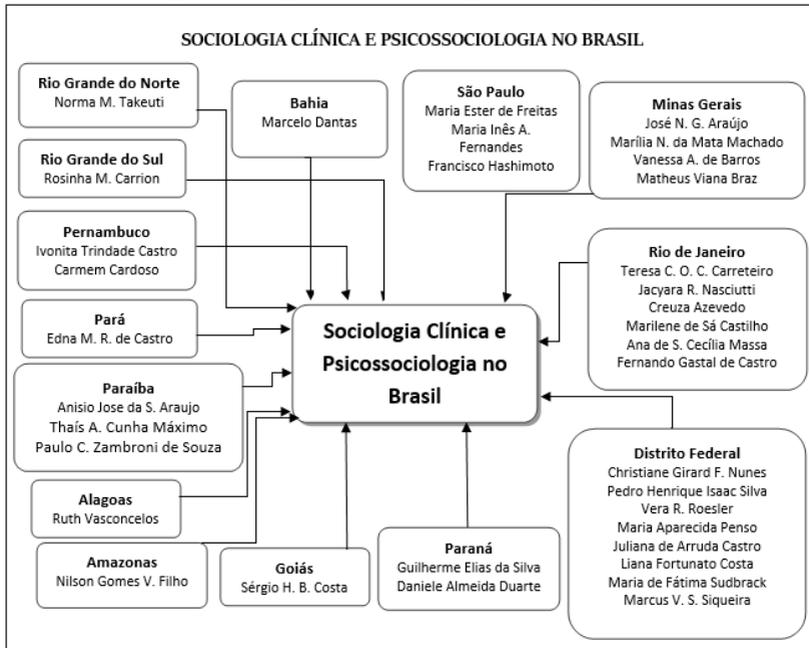 SOCIOLOGIA CLÍNICA E PSICOSSOCIOLOGIA NO BRASIL
Rio Grande do Norte
Norma M. Takeuti
Bahia
Marcelo Dantas
São Paulo
Maria Ester de Freitas
Maria Inês A.
Fernandes
Francisco Hashimoto
Minas Gerais
José N. G. Araújo
Marília N. da Mata Machado
Vanessa A. de Barros
Matheus Viana Braz
Rio Grande do Sul
Rosinha M. Carrion
Pernambuco
Ivonita Trindade Castro
Carmem Cardoso
Rio de Janeiro
Teresa C. O. C. Carreteiro
Jacyara R. Nasciutti
Creuza Azevedo
Marilene de Sá Castilho
Ana de S. Cecília Massa
Fernando Gastal de Castro
Pará
Edna M. R. de Castro
Sociologia Clínica e
Psicossociologia no
Brasil
Paraíba
Anisio Jose da S. Araujo
Thaís A. Cunha Máximo
Paulo C. Zambroni de Souza
Alagoas
Ruth Vasconcelos
Amazonas
Nilson Gomes V. Filho
Goiás
Sérgio H. B. Costa
Paraná
Guilherme Elias da Silva
Daniele Almeida Duarte
Distrito Federal
Christiane Girard F. Nunes
Pedro Henrique Isaac Silva
Vera R. Roesler
Maria Aparecida Penso
Juliana de Arruda Castro
Liana Fortunato Costa
Maria de Fátima Sudbrack
Marcus V. S. Siqueira